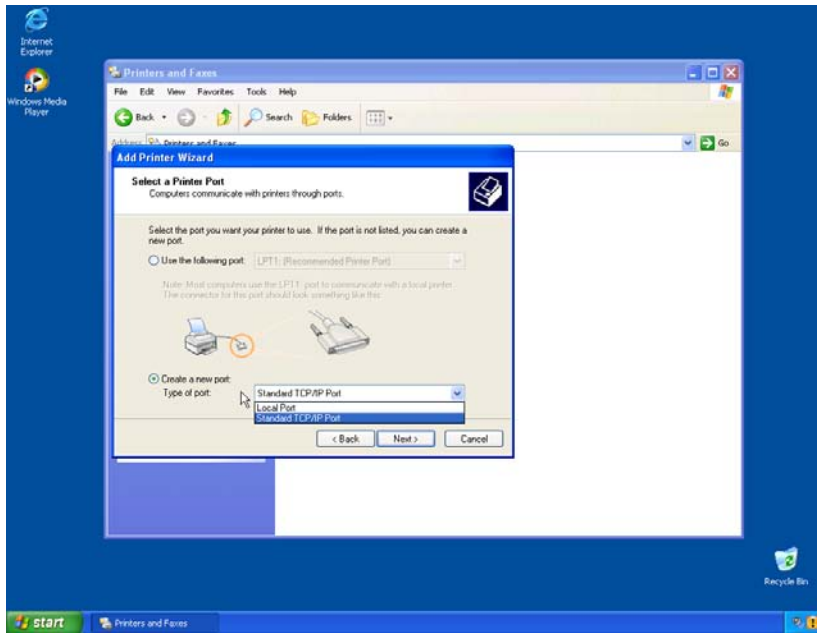 Internet
Explorer
Windows Media
Player
Printers and Faxes
File Edit View Favorites Tools Help
Back Search Folders
Address Printers and Faxes Go
Add Printer Wizard
Select a Printer Port
Computers communicate with printers through ports.
Select the port you want your printer to use. If the port is not listed, you can create a
new port.
Use the following port: LPT1: (Recommended Printer Port)
Note: Most computers use the LPT1: port to communicate with a local printer.
The connector for this port should look something like this:
Create a new port:
Type of port: Standard TCP/IP Port
Local Port
Standard TCP/IP Port
< Back Next > Cancel
Recycle Bin
start Printers and Faxes